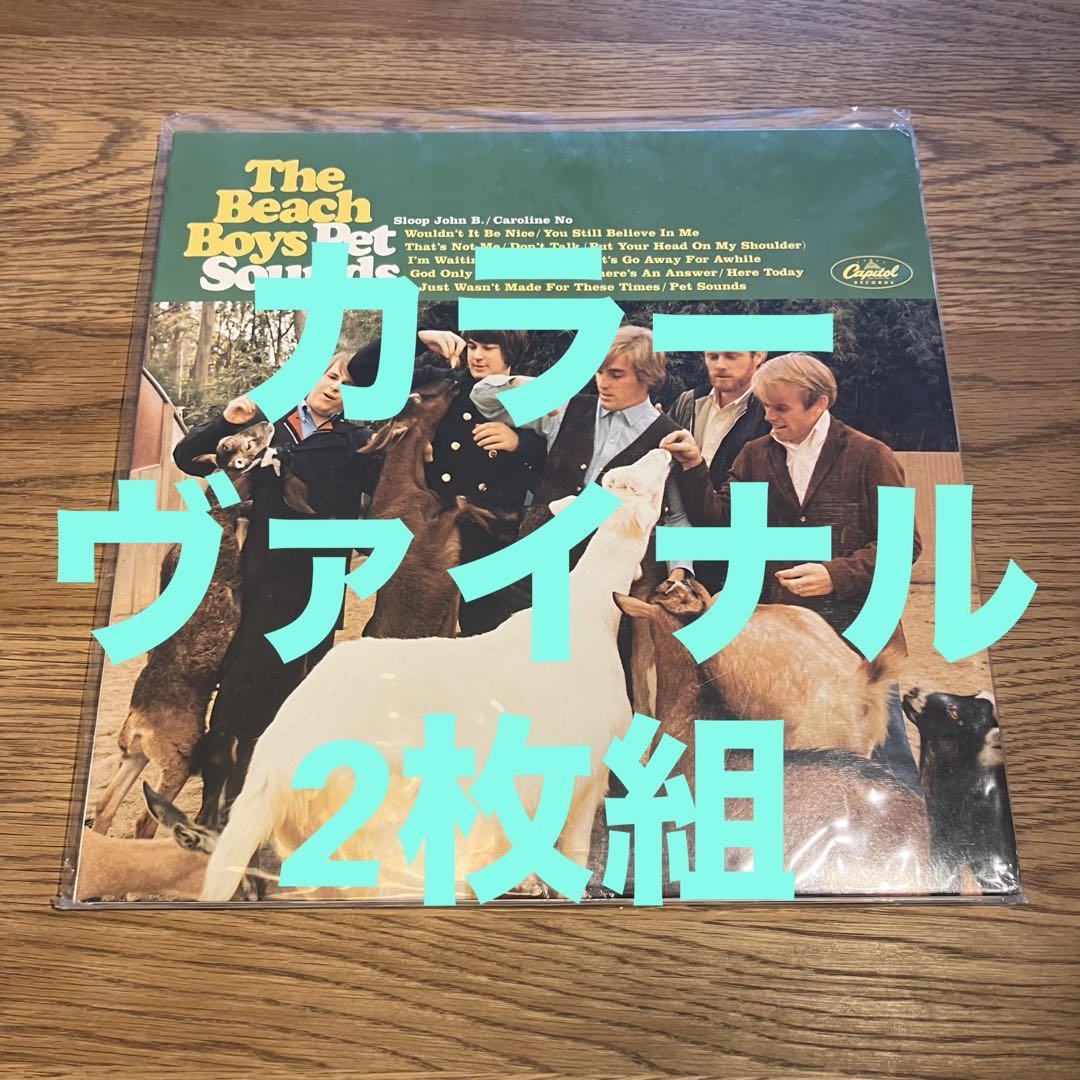 The
Beach
Boys Pet
Sounds
Sloop John B./Caroline No
Wouldn't It Be Nice/You Still Believe In Me
That's Not Me/Don't Talk (Put Your Head On My Shoulder)
I'm Waiting Go Away For Awhile
God Only An Answer/Here Today
Just Wasn't Made For These Times/Pet Sounds
Capitol
RECORDS
カラー
ヴァイナル
2枚組